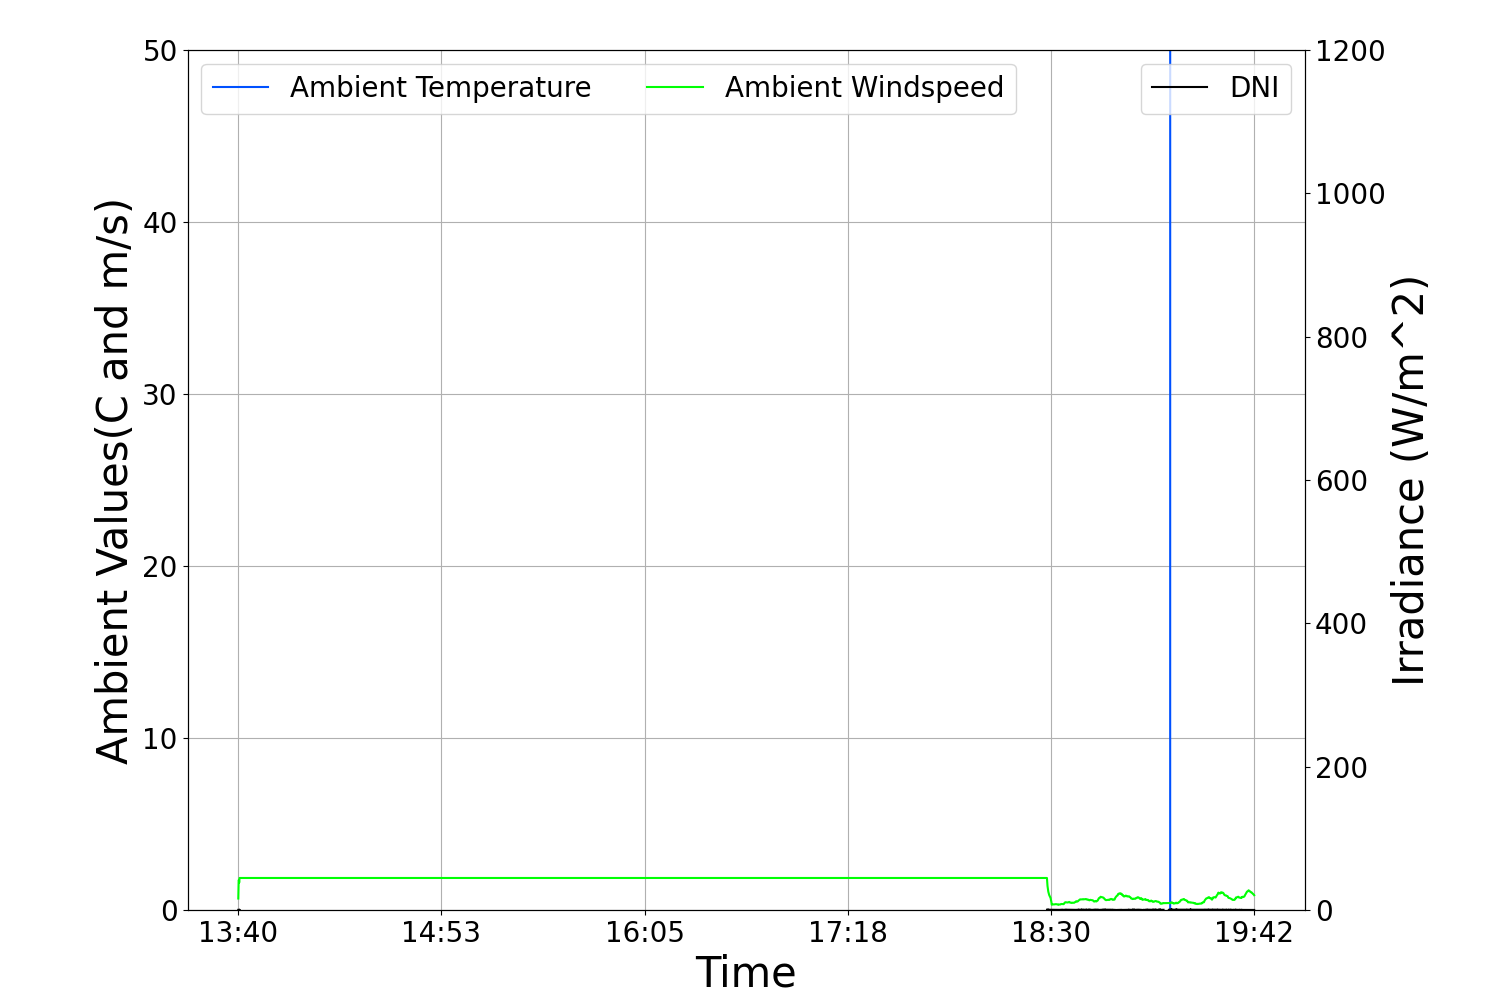 Ambient Temperature Ambient Windspeed DNI
50
40
30
20
10
0
Ambient Values(C and m/s)
1200
1000
800
600
400
200
0
Irradiance (W/m^2)
13:40 14:53 16:05 17:18 18:30 19:42
Time